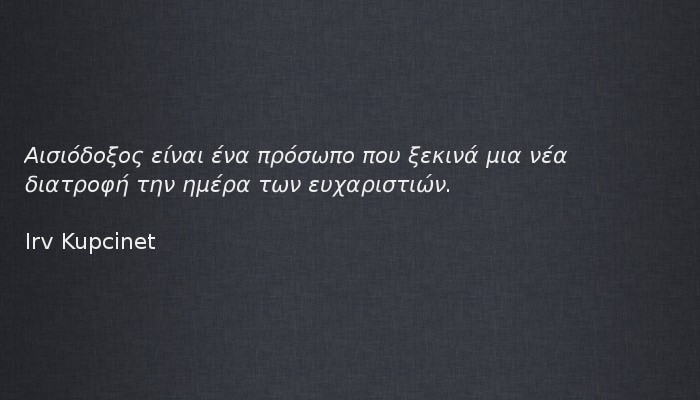 Αισιόδοξος είναι ένα πρόσωπο που ξεκινά μια νέα
διατροφή την ημέρα των ευχαριστιών.
Irv Kupcinet